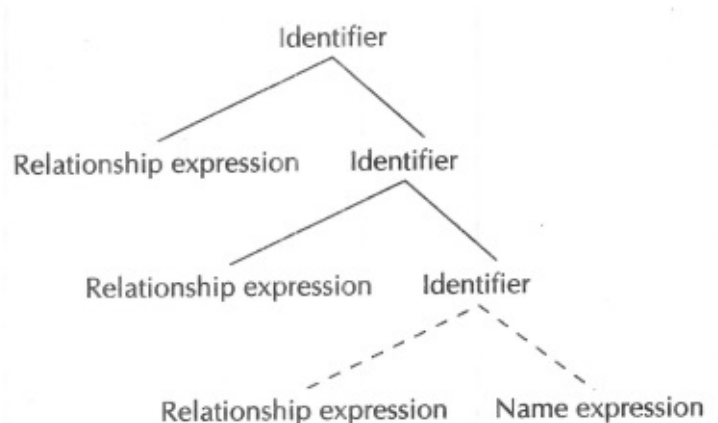 Identifier
Relationship expression Identifier
Relationship expression Identifier
Relationship expression Name expression